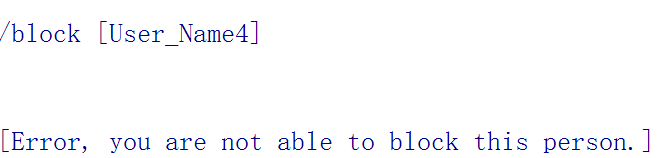 /block [User_Name4]
[Error, you are not able to block this person.]